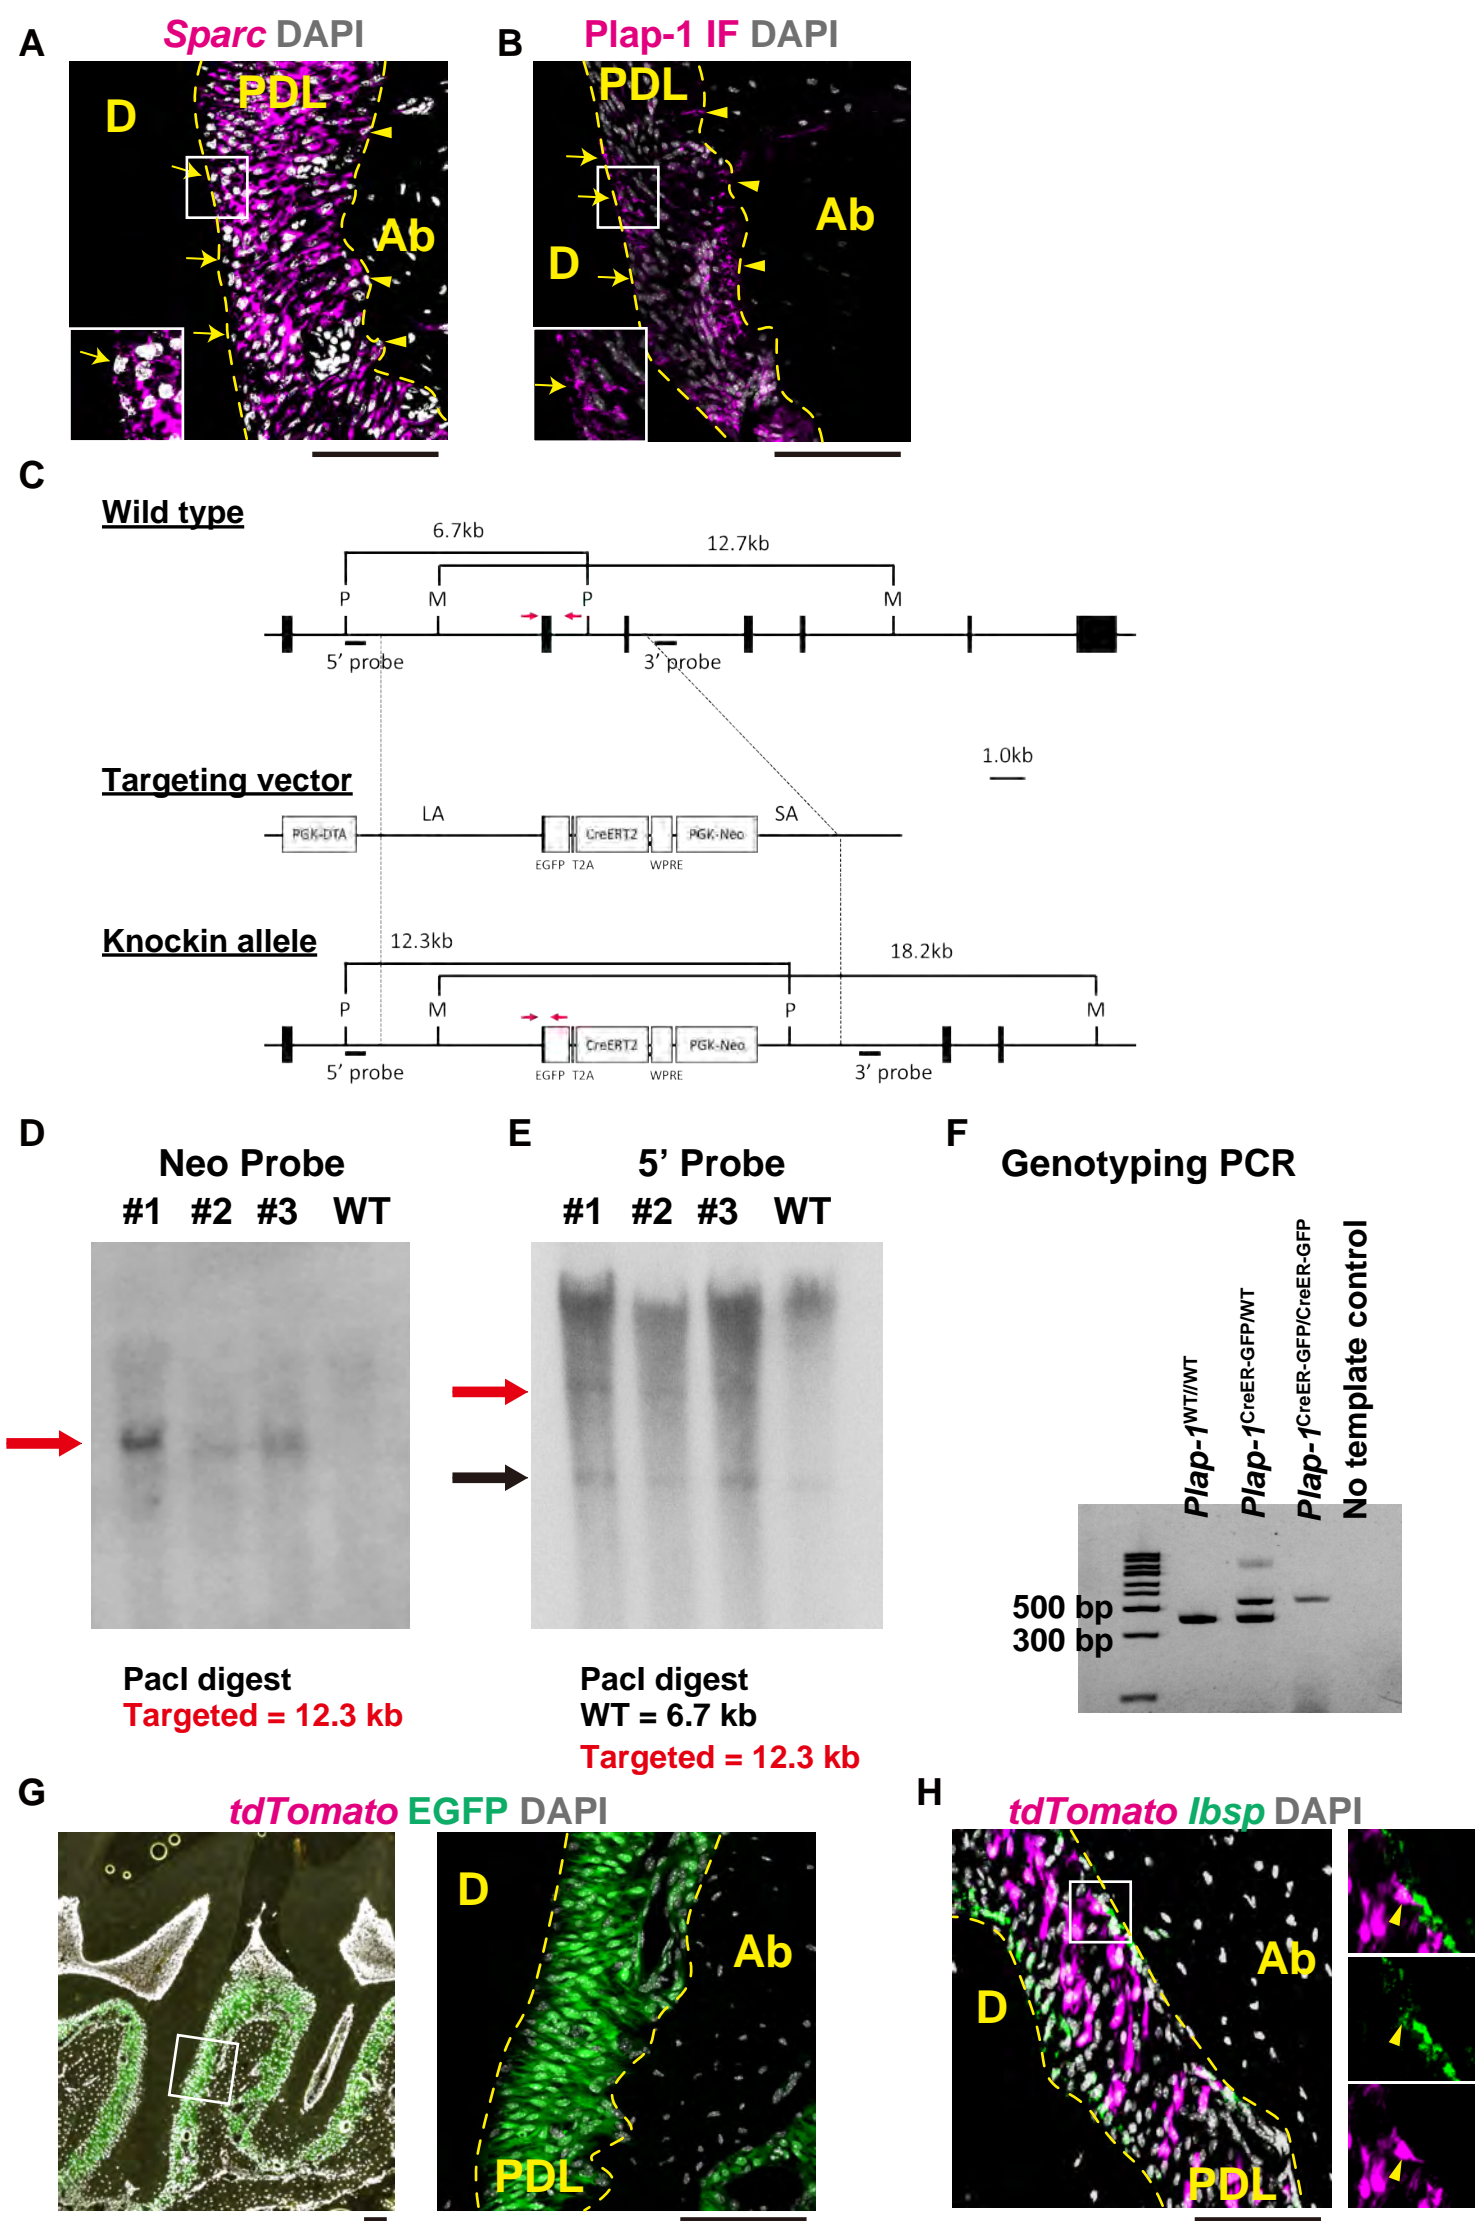 A
Sparc DAPI
D
PDL
Ab
B
Plap-1 IF DAPI
PDL
D
Ab
C
Wild type
6.7kb
12.7kb
P
M
P
M
5’ probe
3’ probe
1.0kb
Targeting vector
LA
SA
PGK-DTA
CreERT2
PGK-Neo
EGFP
T2A
WPRE
Knockin allele
12.3kb
18.2kb
P
M
P
M
CreERT2
PGK-Neo
5’ probe
EGFP
T2A
WPRE
3’ probe
D
Neo Probe
#1 #2 #3 WT
PacI digest
Targeted = 12.3 kb
E
5’ Probe
#1 #2 #3 WT
PacI digest
WT = 6.7 kb
Targeted = 12.3 kb
F
Genotyping PCR
Plap-1WT//WT
Plap-1CreER-GFP/WT
Plap-1CreER-GFP/CreER-GFP
No template control
500 bp
300 bp
G
tdTomato EGFP DAPI
D
Ab
PDL
H
tdTomato Ibsp DAPI
D
Ab
PDL